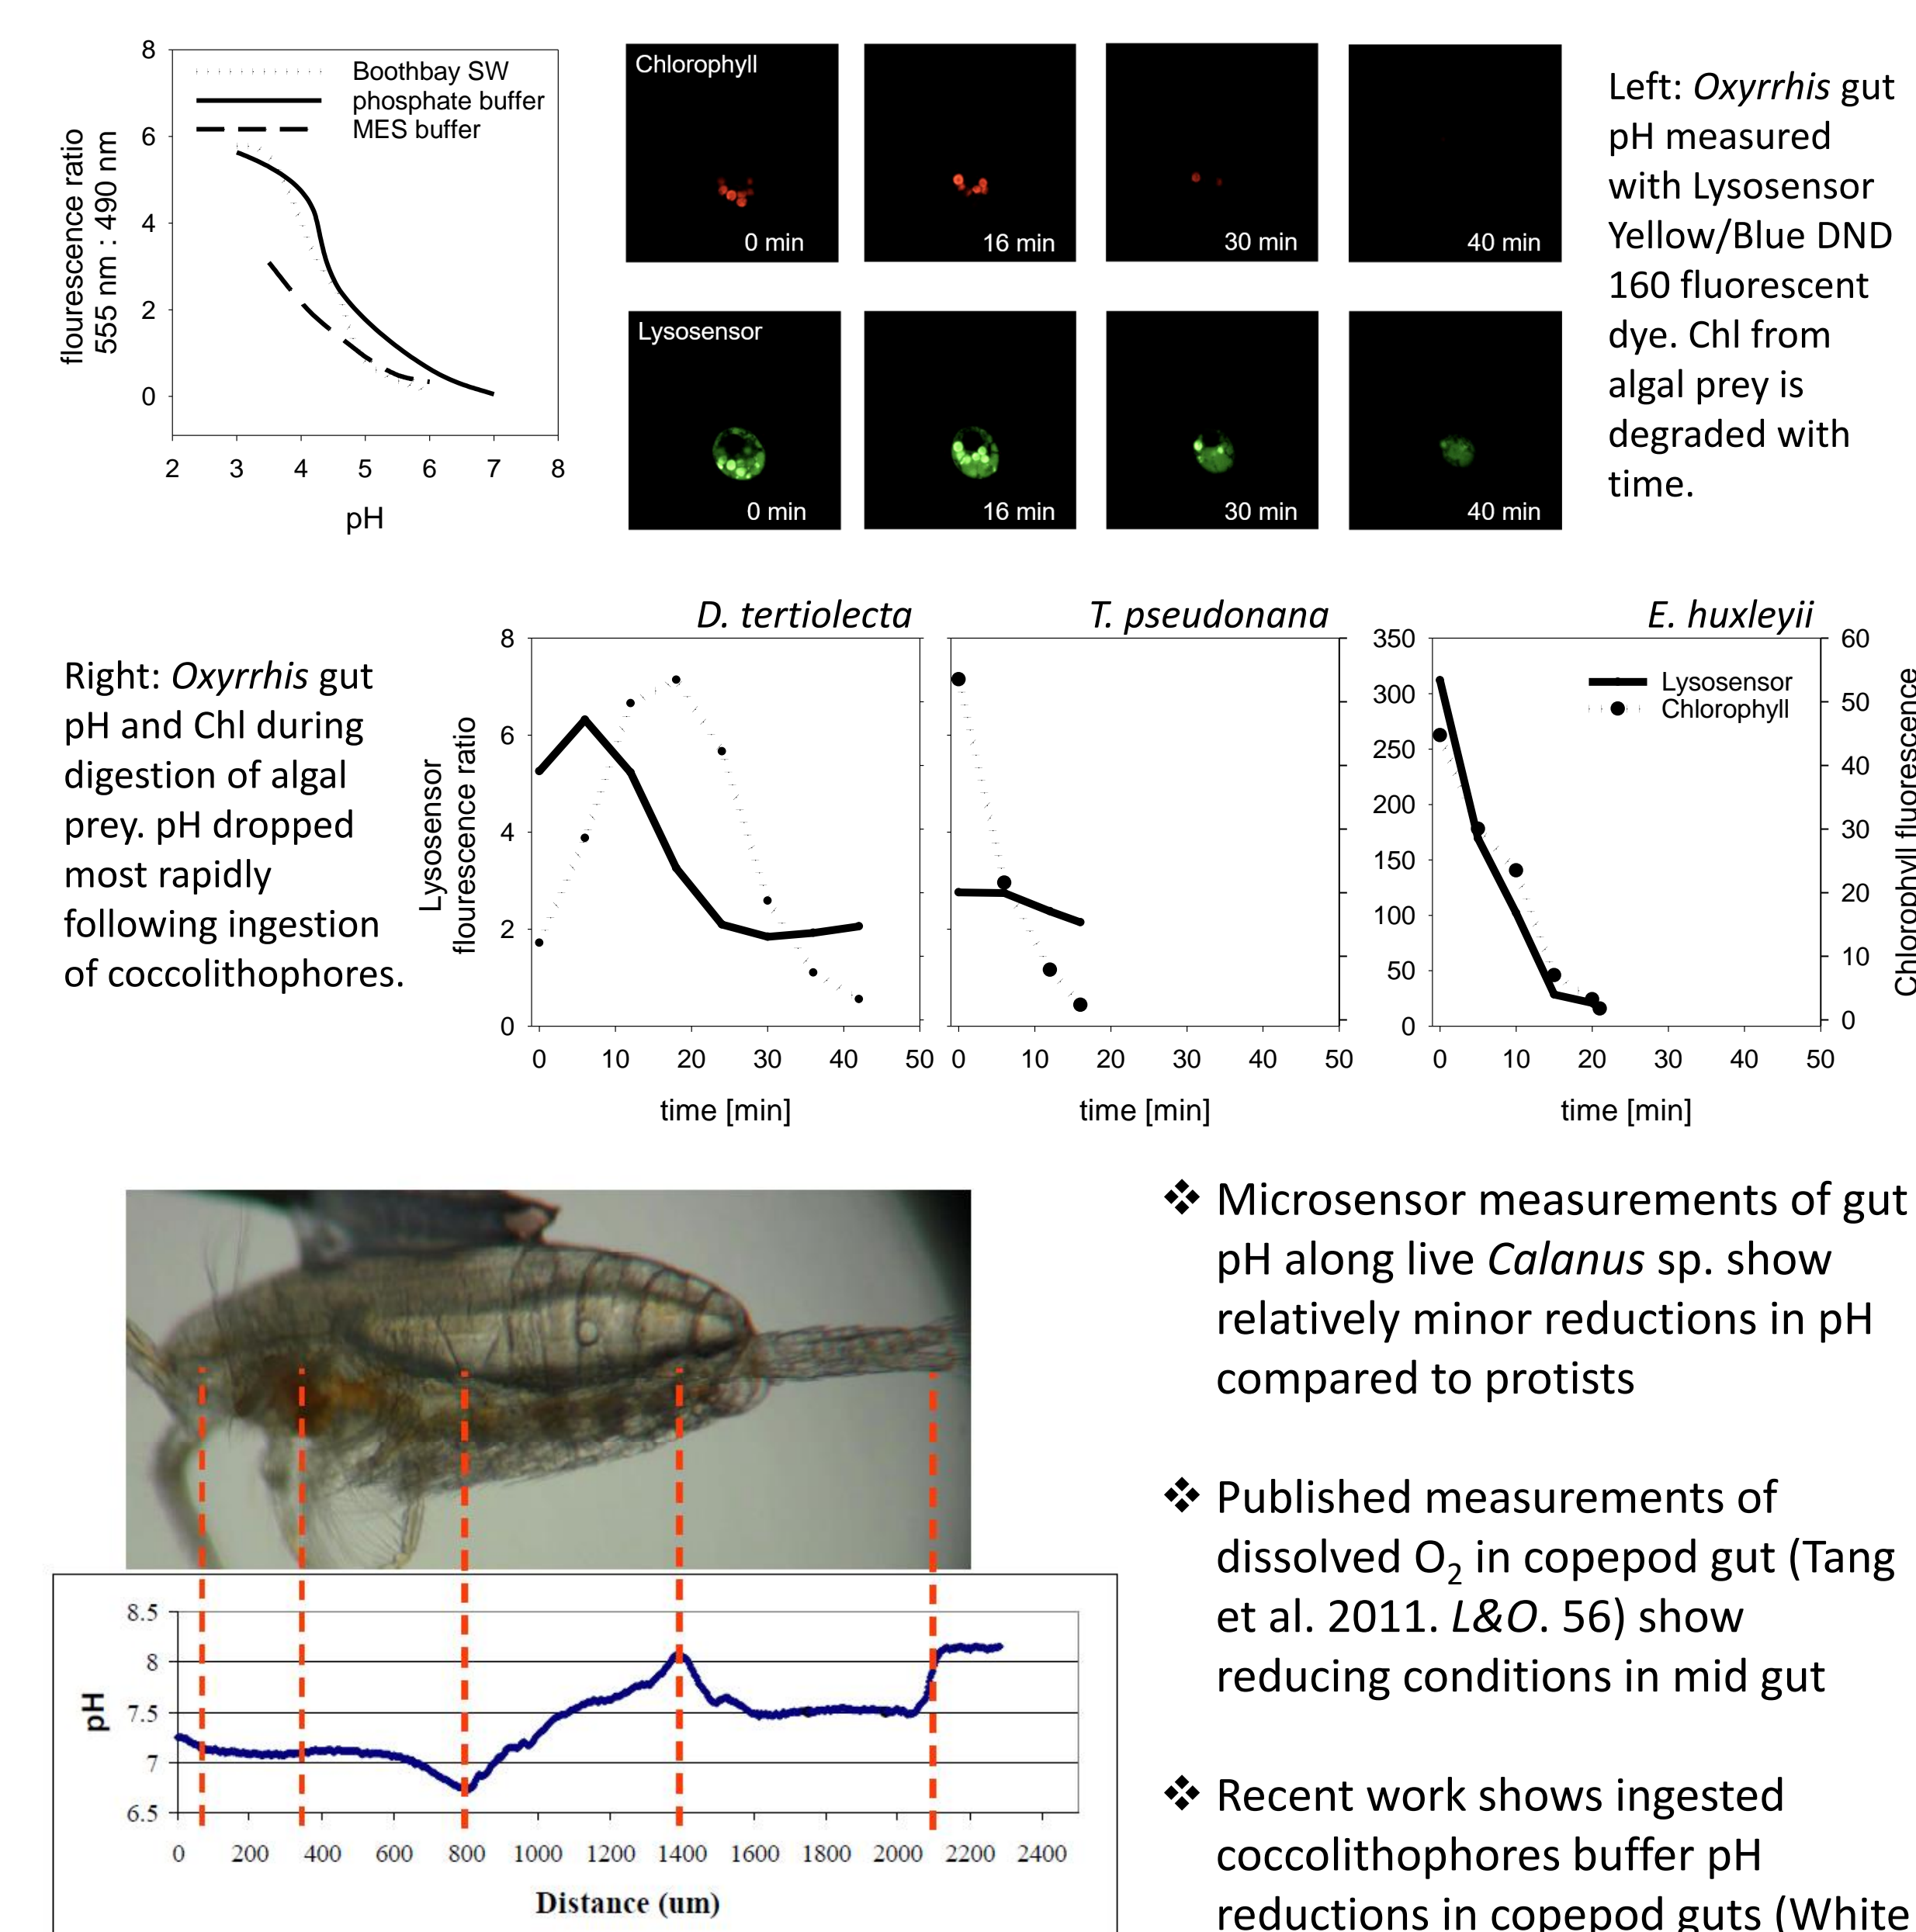 8
6
4
2
0
flourescence ratio
555 nm : 490 nm
Boothbay SW
phosphate buffer
MES buffer
2 3 4 5 6 7 8
pH
Chlorophyll
0 min
16 min
30 min
40 min
Lysosensor
0 min
16 min
30 min
40 min
Left: Oxyrrhis gut
pH measured
with Lysosensor
Yellow/Blue DND
160 fluorescent
dye. Chl from
algal prey is
degraded with
time.
Right: Oxyrrhis gut
pH and Chl during
digestion of algal
prey. pH dropped
most rapidly
following ingestion
of coccolithophores.
D. tertiolecta
T. pseudonana
E. huxleyii
Lysosensor
flourescence ratio
8
6
4
2
0
0 10 20 30 40 50
time [min]
0 10 20 30 40 50
time [min]
350
300
250
200
150
100
50
0
Lysosensor
Chlorophyll
0 10 20 30 40 50
time [min]
60
50
40
30
20
10
0
Chlorophyll fluorescence
8.5
8
7.5
7
6.5
pH
0 200 400 600 800 1000 1200 1400 1600 1800 2000 2200 2400
Distance (um)
❖ Microsensor measurements of gut
pH along live Calanus sp. show
relatively minor reductions in pH
compared to protists
❖ Published measurements of
dissolved O2 in copepod gut (Tang
et al. 2011. L&O. 56) show
reducing conditions in mid gut
❖ Recent work shows ingested
coccolithophores buffer pH
reductions in copepod guts (White